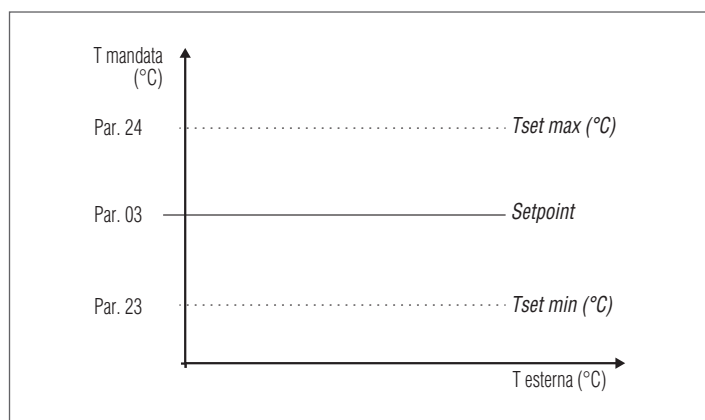 T mandata
(°C)
Par. 24
Tset max (°C)
Par. 03
Setpoint
Par. 23
Tset min (°C)
T esterna (°C)